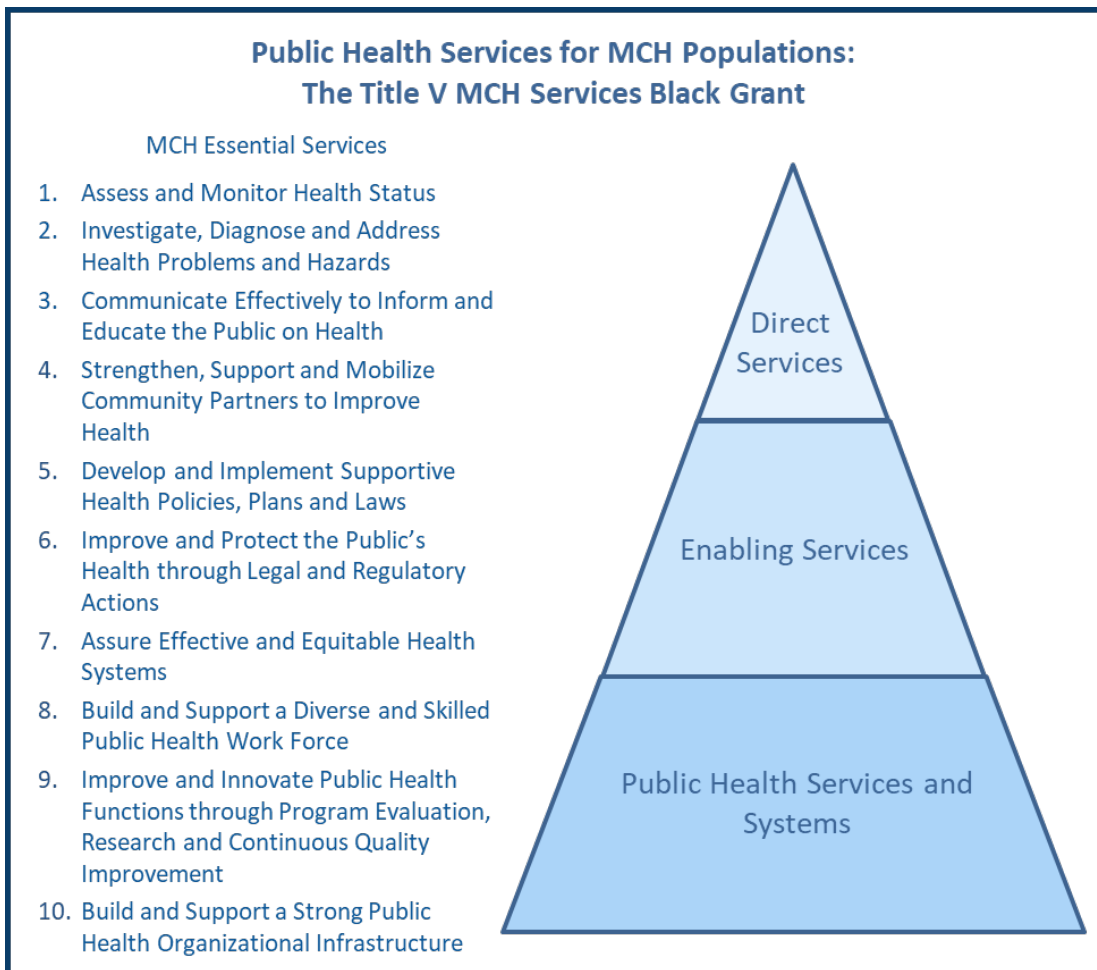 Public Health Services for MCH Populations:
The Title V MCH Services Black Grant
MCH Essential Services
1. Assess and Monitor Health Status
2. Investigate, Diagnose and Address
Health Problems and Hazards
3. Communicate Effectively to Inform and
Educate the Public on Health
4. Strengthen, Support and Mobilize
Community Partners to Improve
Health
5. Develop and Implement Supportive
Health Policies, Plans and Laws
6. Improve and Protect the Public’s
Health through Legal and Regulatory
Actions
7. Assure Effective and Equitable Health
Systems
8. Build and Support a Diverse and Skilled
Public Health Work Force
9. Improve and Innovate Public Health
Functions through Program Evaluation,
Research and Continuous Quality
Improvement
10. Build and Support a Strong Public
Health Organizational Infrastructure
Direct
Services
Enabling Services
Public Health Services and
Systems